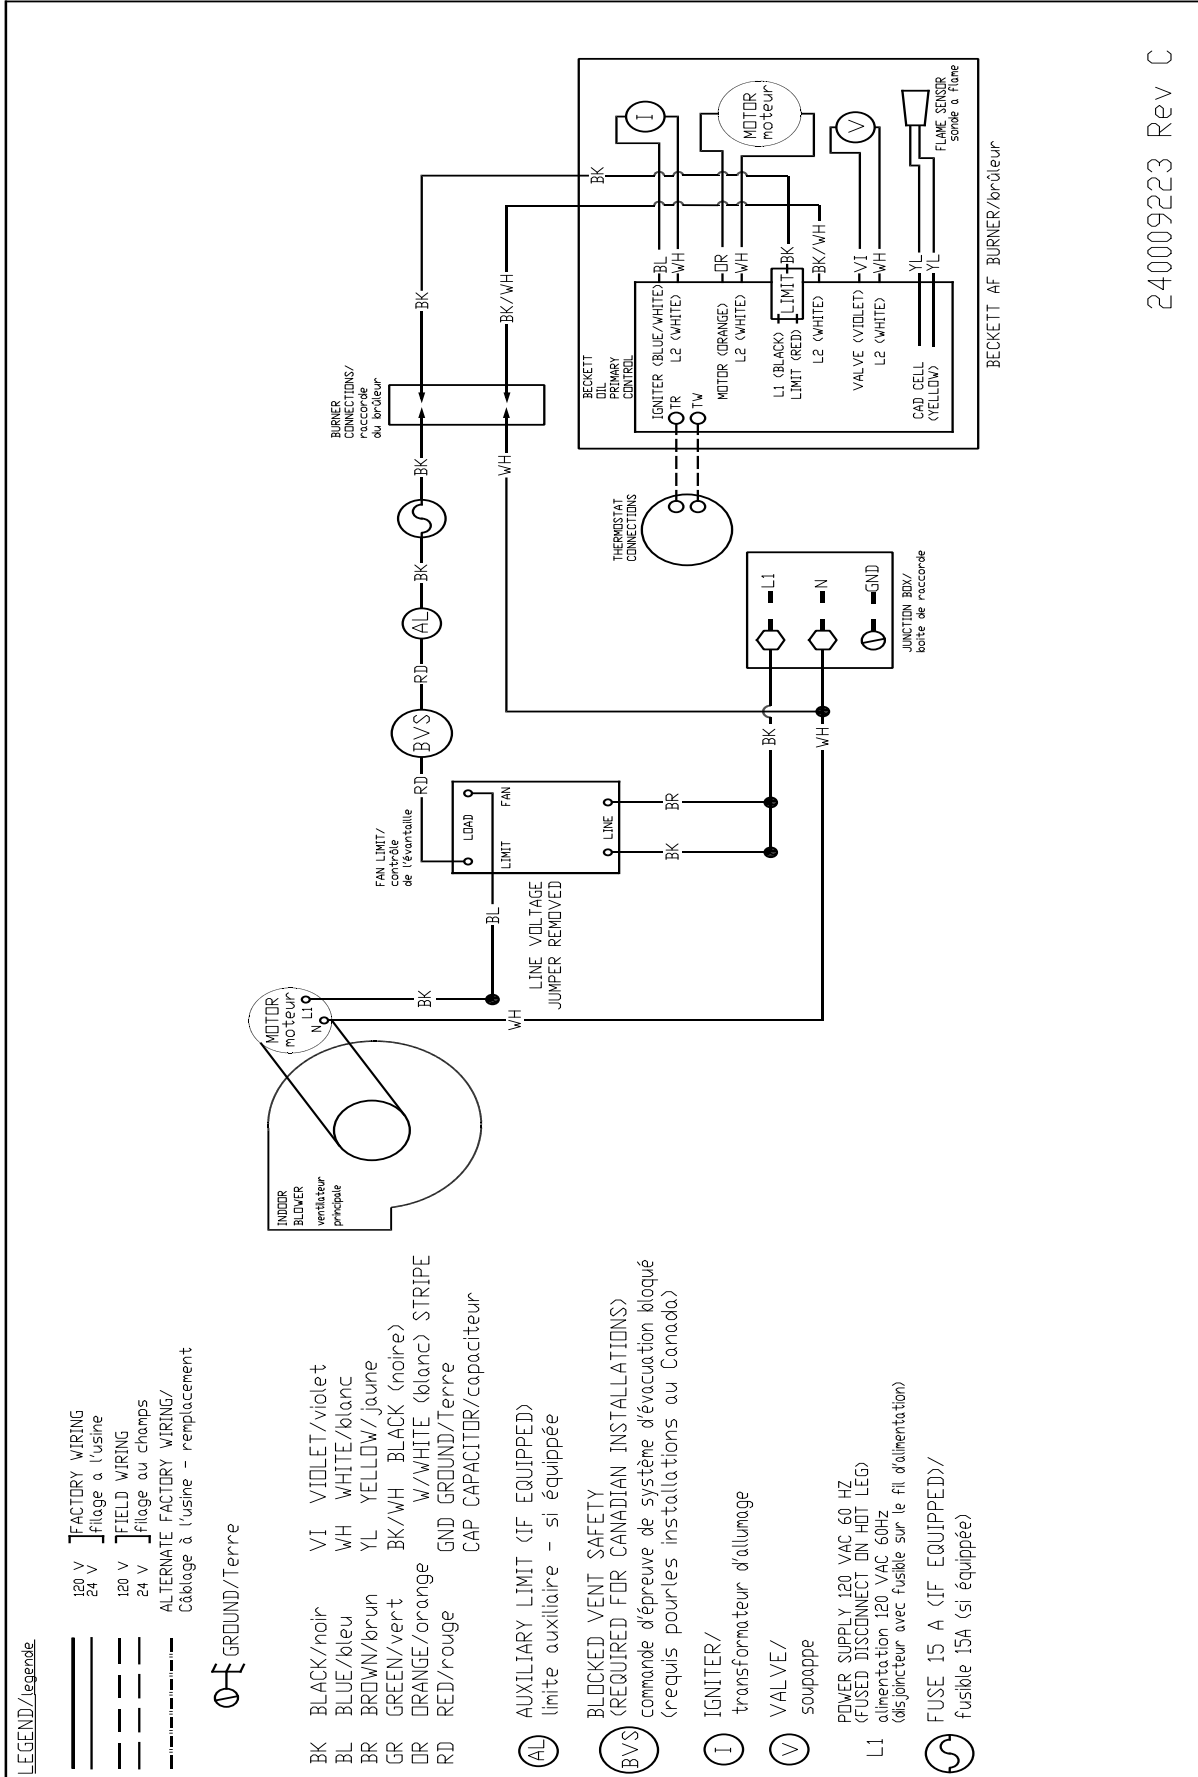 LEGEND/legende
120 V
24 V
FACTORY WIRING
filage a l'usine
120 V
24 V
FIELD WIRING
filage au champs
ALTERNATE FACTORY WIRING/
Câblage à l'usine - remplacement
GROUND/Terre
BK BLACK/noir
BL BLUE/bleu
BR BROWN/brun
GR GREEN/vert
OR ORANGE/orange
RD RED/rouge
VI VIOLET/violet
WH WHITE/blanc
YL YELLOW/jaune
BK/WH BLACK (noire)
W/WHITE (blanc) STRIPE
GND GROUND/Terre
CAP CAPACITOR/capaciteur
AL
AUXILIARY LIMIT (IF EQUIPPED)
limite auxiliaire - si équippée
BVS
BLOCKED VENT SAFETY
(REQUIRED FOR CANADIAN INSTALLATIONS)
commande d'épreuve de système d'évacuation bloqué
(requis pourles installations au Canada)
I
IGNITER/
transformateur d'allumage
V
VALVE/
soupappe
L1
POWER SUPPLY 120 VAC 60 HZ
(FUSED DISCONNECT ON HOT LEG)
alimentation 120 VAC 60Hz
(disjoincteur avec fusible sur le fil d'alimentation)
FUSE 15 A (IF EQUIPPED)/
fusible 15A (si équippée)
INDOOR
BLOWER
ventilateur
principale
MOTOR
moteur
L1
N
BK
WH
BL
LINE VOLTAGE
JUMPER REMOVED
FAN LIMIT/
contrôle
de l'évantaille
LOAD
LIMIT
FAN
LINE
BK
BR
RD
BVS
RD
AL
BK
BK
BURNER
CONNECTIONS/
raccorde
du brûleur
BK
BK/WH
WH
BK
WH
L1
N
GND
JUNCTION BOX/
boite de raccorde
THERMOSTAT
CONNECTIONS
BECKETT
OIL
PRIMARY
CONTROL
TR
TW
IGNITER (BLUE/WHITE)
L2 (WHITE)
MOTOR (ORANGE)
L2 (WHITE)
L1 (BLACK)
LIMIT (RED)
LIMIT
L2 (WHITE)
VALVE (VIOLET)
L2 (WHITE)
CAD CELL
(YELLOW)
BL
WH
OR
WH
BK
BK/WH
VI
WH
YL
YL
BK
I
MOTOR
moteur
V
FLAME SENSOR
sonde a flame
BECKETT AF BURNER/brûleur
24009223 Rev C